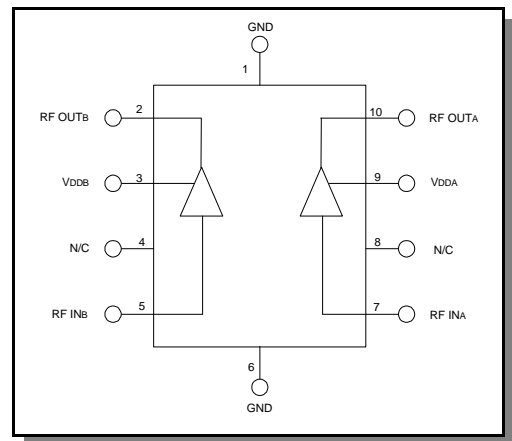 GND
1
RF OUTB 2 10 RF OUTA
VDDB 3 9 VDDA
N/C 4 8 N/C
RF INB 5 7 RF INA
6
GND